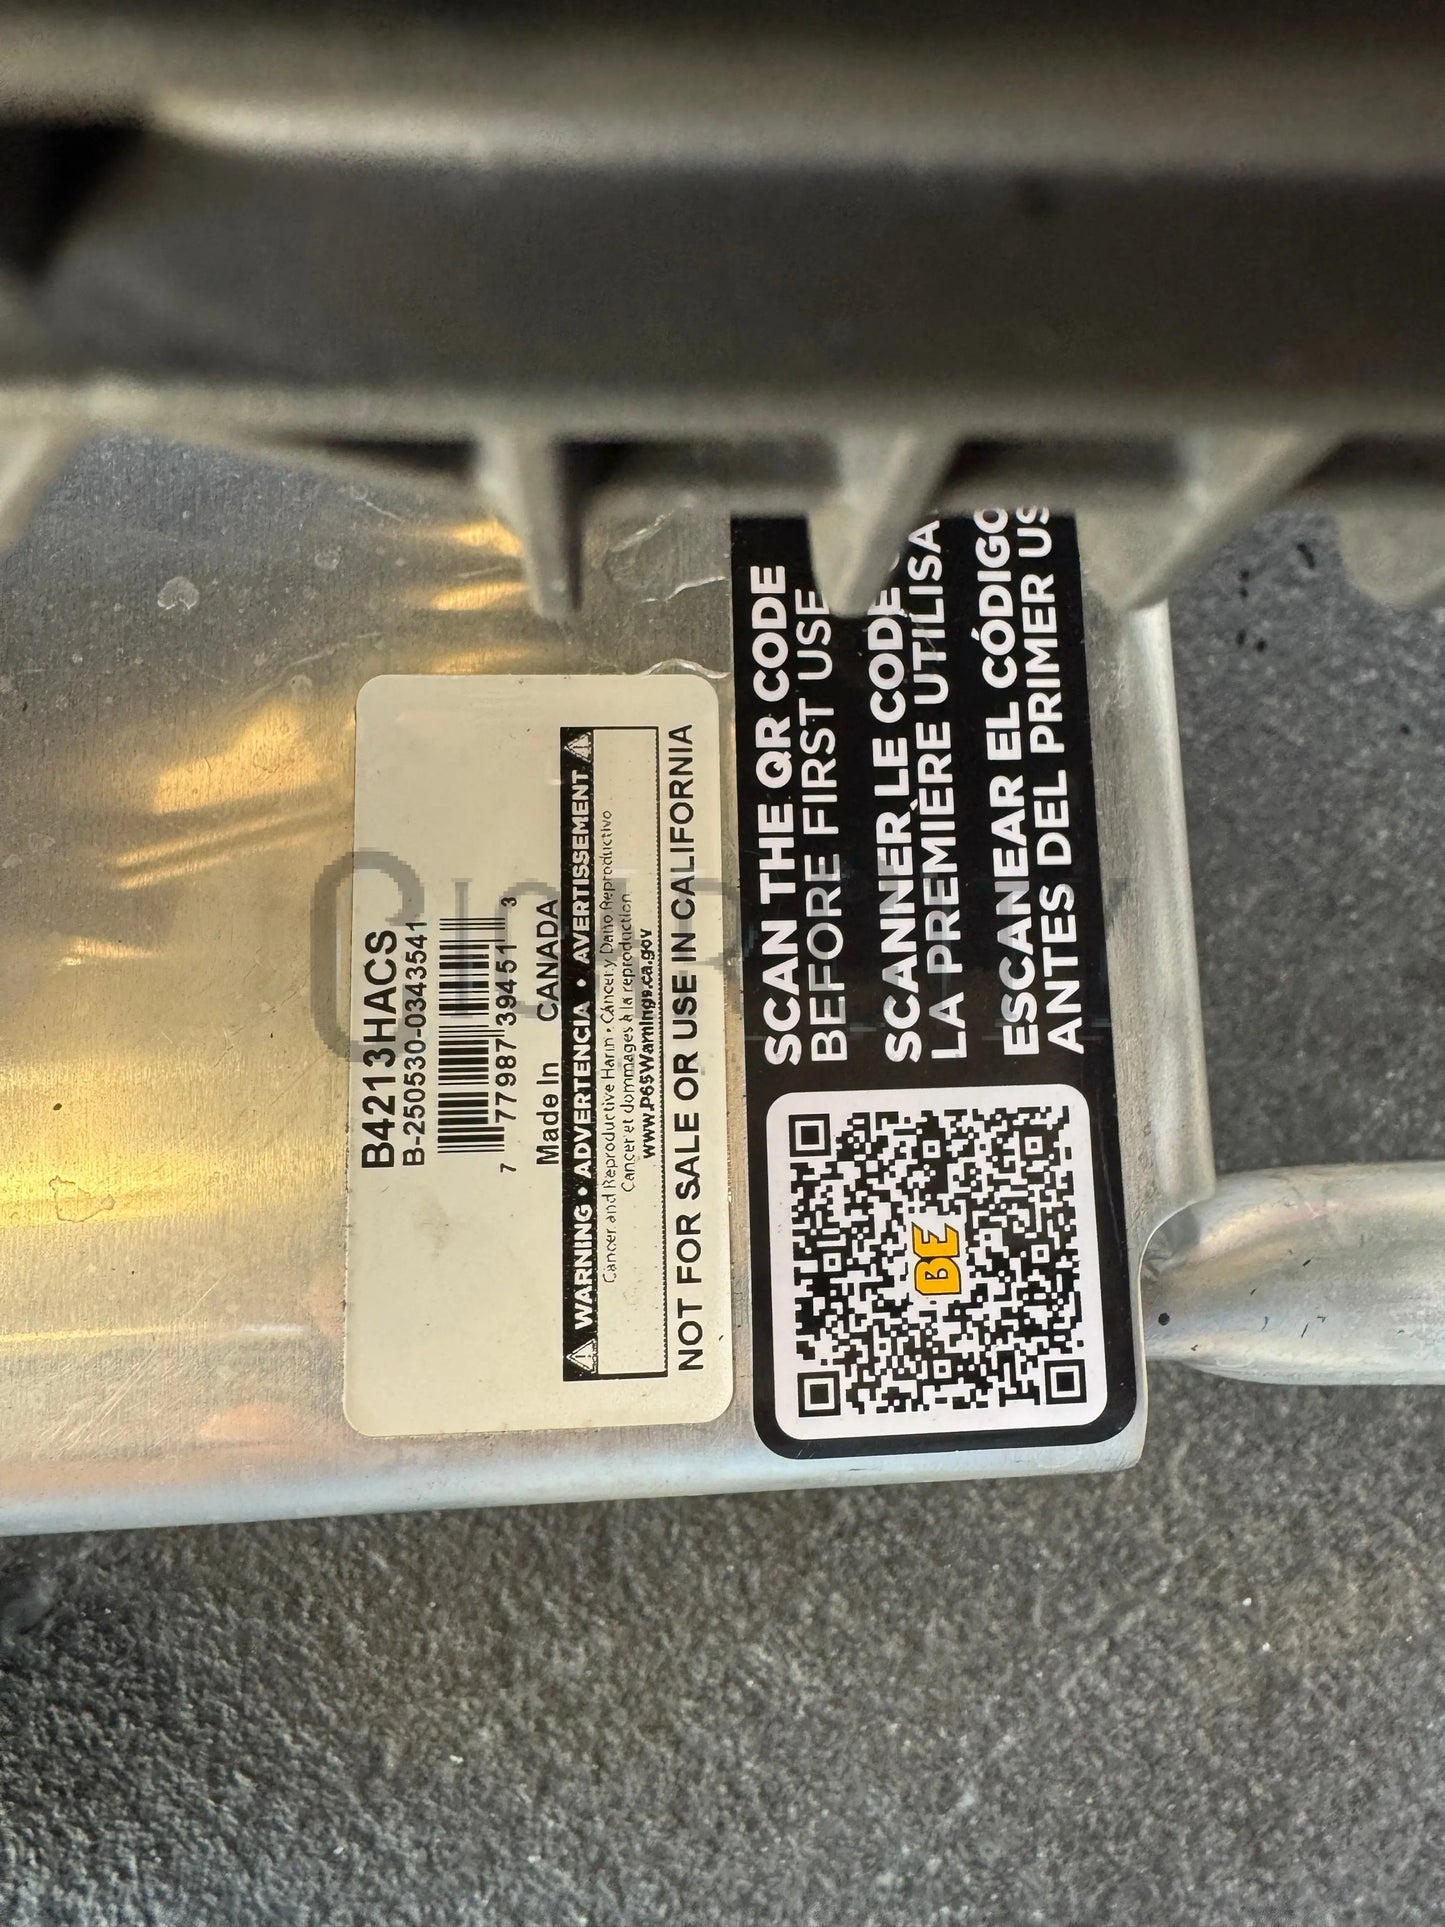 B4213HACS
B-250530-0343541
7 77987 39451 3
Made In CANADA
WARNING • ADVERTENCIA • AVERTISSEMENT
Cancer and Reproductive Harm • Cáncer y Daño Reproductivo
Cancer et dommages à la reproduction
www.P65Warnings.ca.gov
NOT FOR SALE OR USE IN CALIFORNIA
SCAN THE QR CODE
BEFORE FIRST USE
SCANNER LE CODE
LA PREMIÈRE UTILISA
ESCANEAR EL CÓDIGO
ANTES DEL PRIMER US
BE